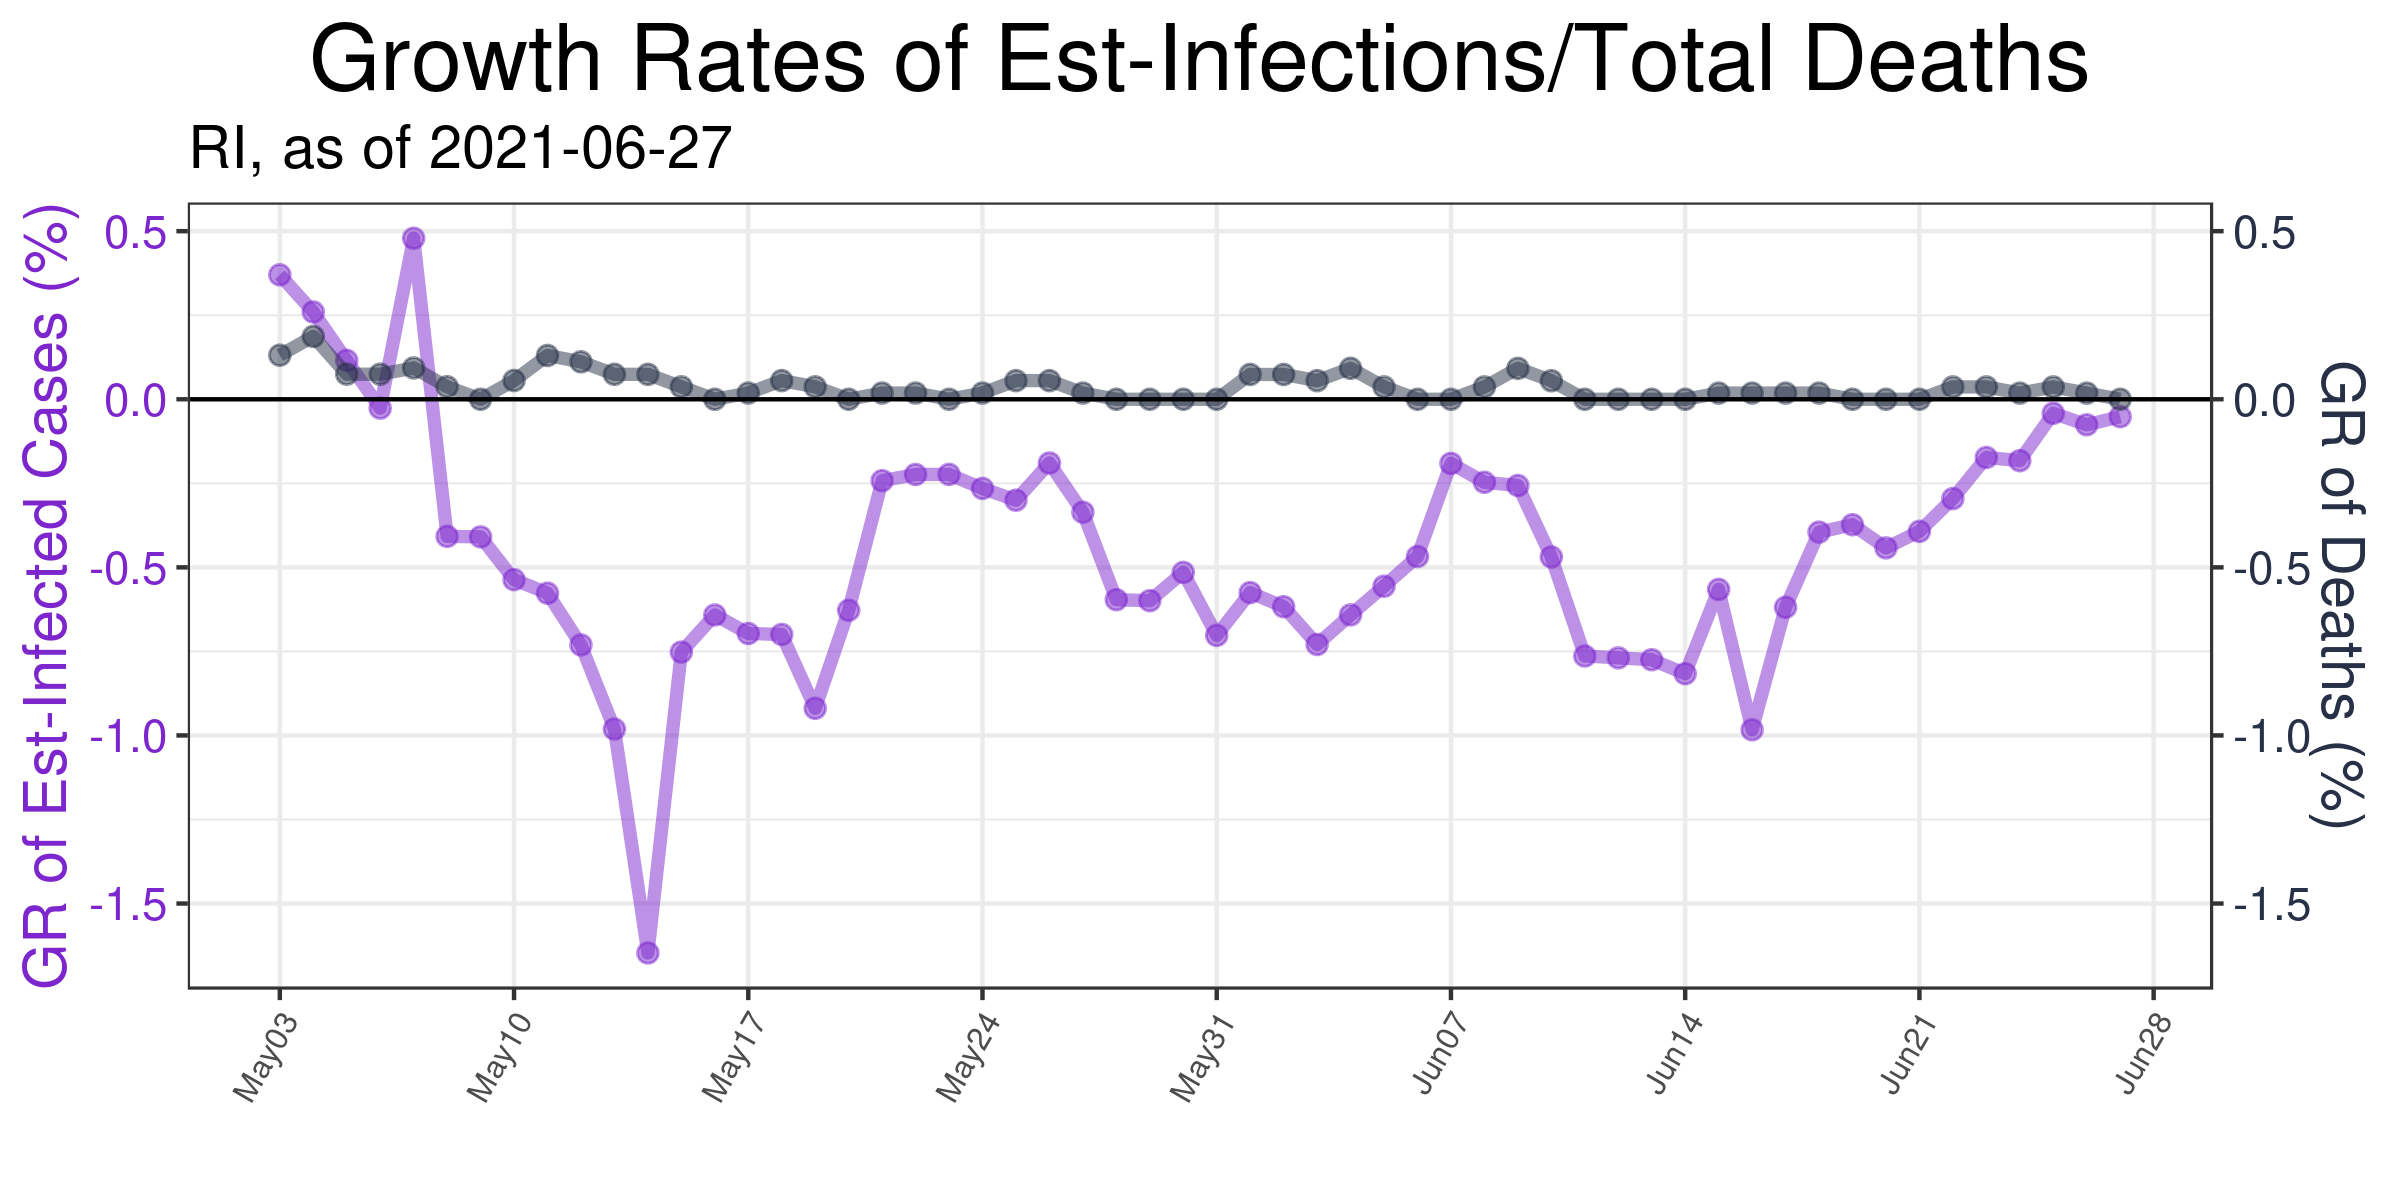 Growth Rates of Est-Infections/Total Deaths
RI, as of 2021-06-27
GR of Est-Infected Cases (%)
0.5
0.0
-0.5
-1.0
-1.5
0.5
0.0
-0.5
-1.0
-1.5
GR of Deaths (%)
May03
May10
May17
May24
May31
Jun07
Jun14
Jun21
Jun28